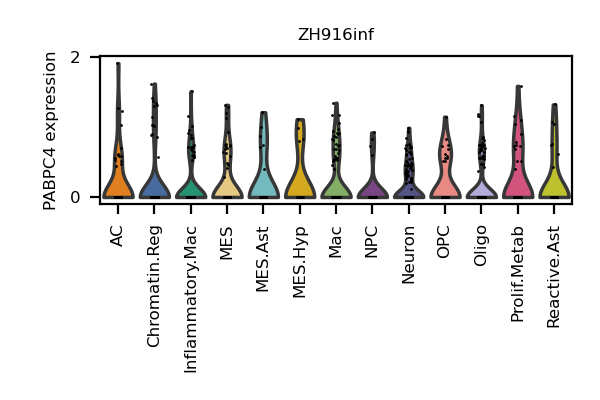 ZH916inf
PABPC4 expression
2
0
AC
Chromatin.Reg
Inflammatory.Mac
MES
MES.Ast
MES.Hyp
Mac
NPC
Neuron
OPC
Oligo
Prolif.Metab
Reactive.Ast